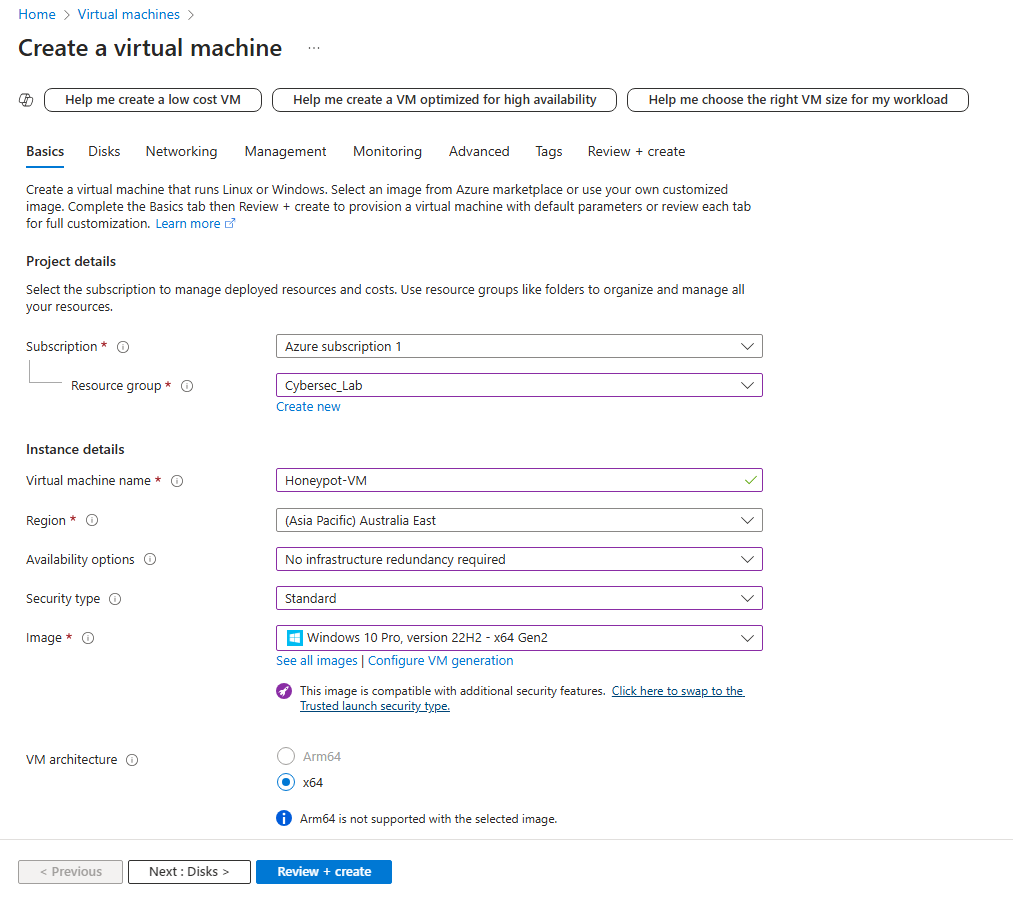 Home > Virtual machines >
Create a virtual machine ...
Help me create a low cost VM
Help me create a VM optimized for high availability
Help me choose the right VM size for my workload
Basics Disks Networking Management Monitoring Advanced Tags Review + create
Create a virtual machine that runs Linux or Windows. Select an image from Azure marketplace or use your own customized
image. Complete the Basics tab then Review + create to provision a virtual machine with default parameters or review each tab
for full customization. Learn more
Project details
Select the subscription to manage deployed resources and costs. Use resource groups like folders to organize and manage all
your resources.
Subscription *
Azure subscription 1
Resource group *
Cybersec_Lab
Create new
Instance details
Virtual machine name *
Honeypot-VM
Region *
(Asia Pacific) Australia East
Availability options
No infrastructure redundancy required
Security type
Standard
Image *
Windows 10 Pro, version 22H2 - x64 Gen2
See all images | Configure VM generation
This image is compatible with additional security features. Click here to swap to the
Trusted launch security type.
VM architecture
Arm64
x64
Arm64 is not supported with the selected image.
< Previous
Next : Disks >
Review + create